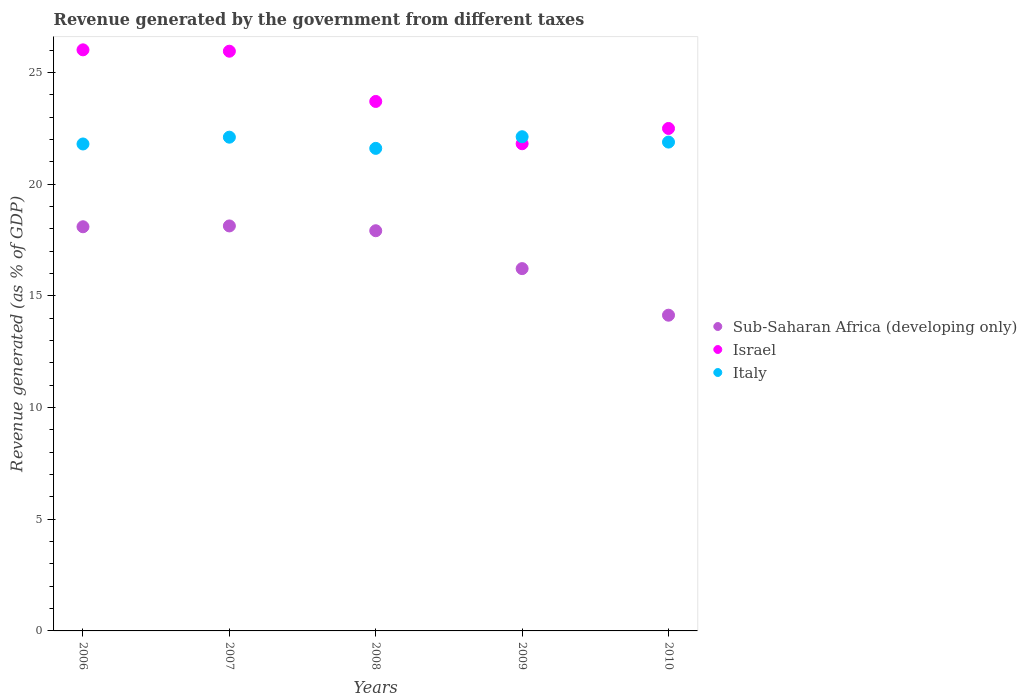 Revenue generated by the government from different taxes
Revenue generated (as % of GDP)
25
20
15
10
5
0
2006
2007
2008
2009
2010
Years
Sub-Saharan Africa (developing only)
Israel
Italy